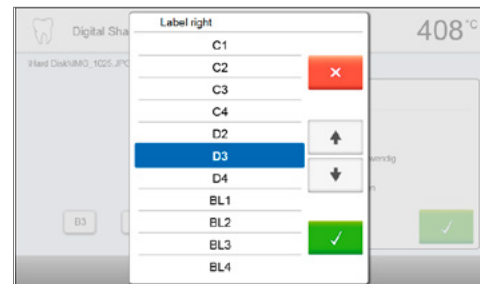 Label right
Digital Sha
408°C
\Hard Disk\IMG_1025.JPG
C1
C2
C3
C4
D2
D3
D4
BL1
BL2
BL3
BL4
B3